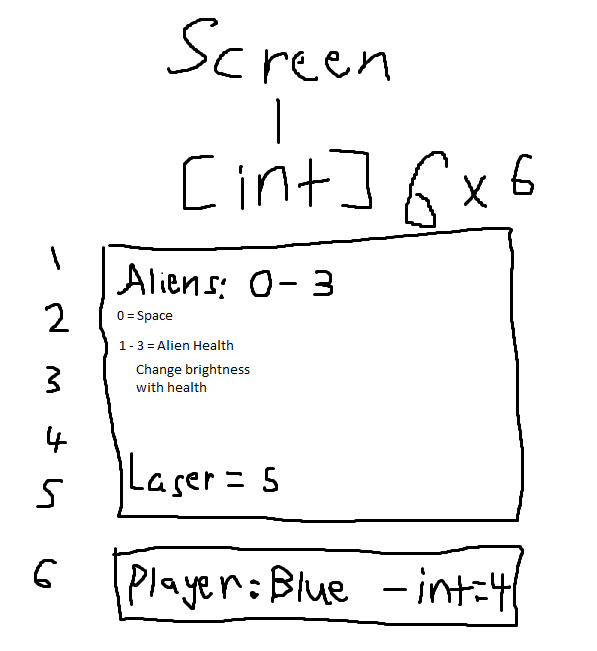 Screen
[int] 6 x 6
1
Aliens: 0 - 3
2
0 = Space
1 - 3 = Alien Health
3
Change brightness
with health
4
5
Laser = 5
6
Player: Blue - int=4